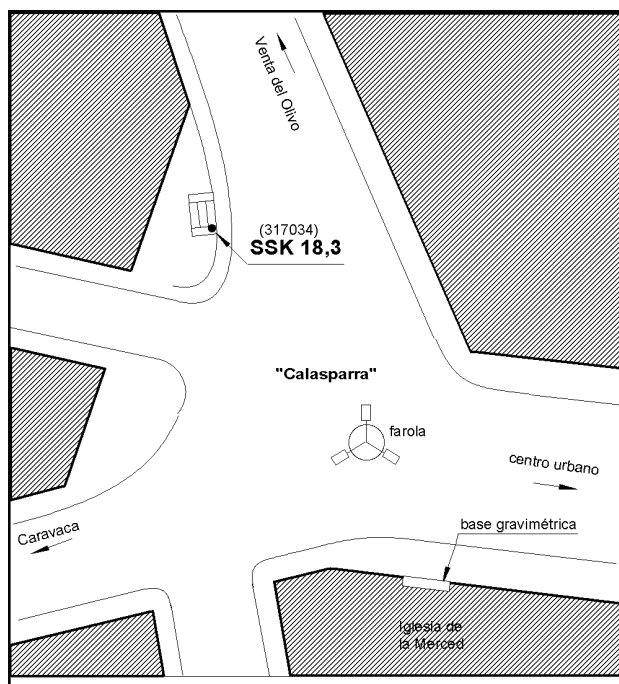 Venta del Olivo
(317034)
SSK 18,3
"Calasparra"
farola
centro urbano
base gravimétrica
Caravaca
iglesia de
la Merced